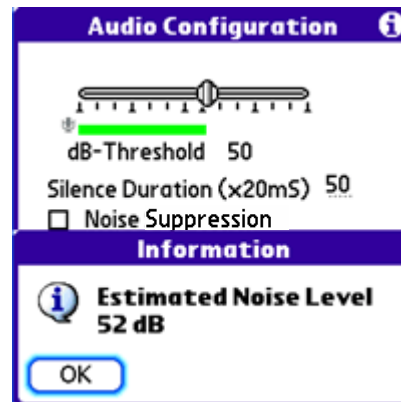 Audio Configuration
dB-Threshold 50
Silence Duration (x20mS) 50
Noise Suppression
Information
Estimated Noise Level
52 dB
OK